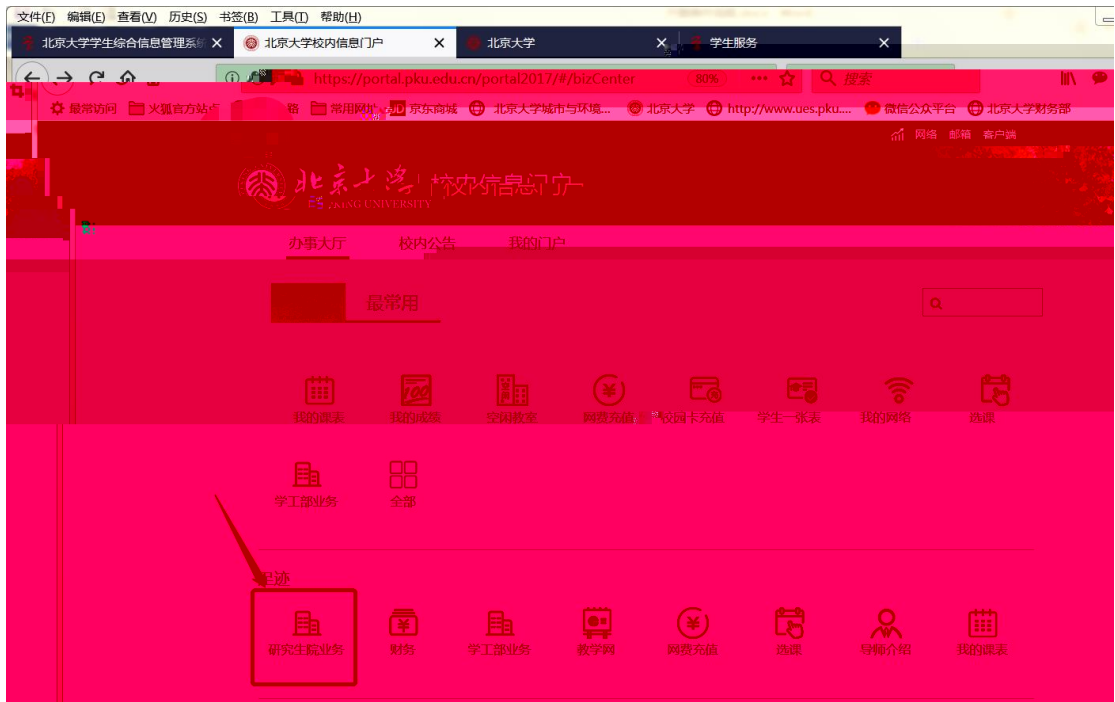 文件(F) 编辑(E) 查看(V) 历史(S) 书签(B) 工具(T) 帮助(H)
北京大学学生综合信息管理系统 北京大学校内信息门户 北京大学 学生服务
https://portal.pku.edu.cn/portal2017/#/bizCenter 80% 搜索
最常访问 火狐官方站点 常用网址 JD 京东商城 北京大学城市与环境... 北京大学 http://www.ues.pku.... 微信公众平台 北京大学财务部
网络 邮箱 客户端
北京大学 校内信息门户
PEKING UNIVERSITY
办事大厅 校内公告 我的门户
最常用
我的课表 我的成绩 空闲教室 网费充值 校园卡充值 学生一张表 我的网络 选课
学工部业务 全部
足迹
研究生院业务 财务 学工部业务 教学网 网费充值 选课 导师介绍 我的课表